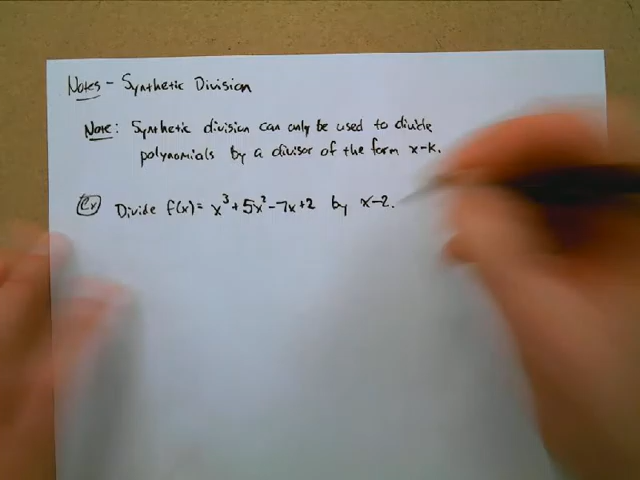 Notes - Synthetic Division
Note: Synthetic division can only be used to divide
polynomials by a divisor of the form x-k.
Ex Divide f(x)= x³+5x²-7x+2 by x-2.